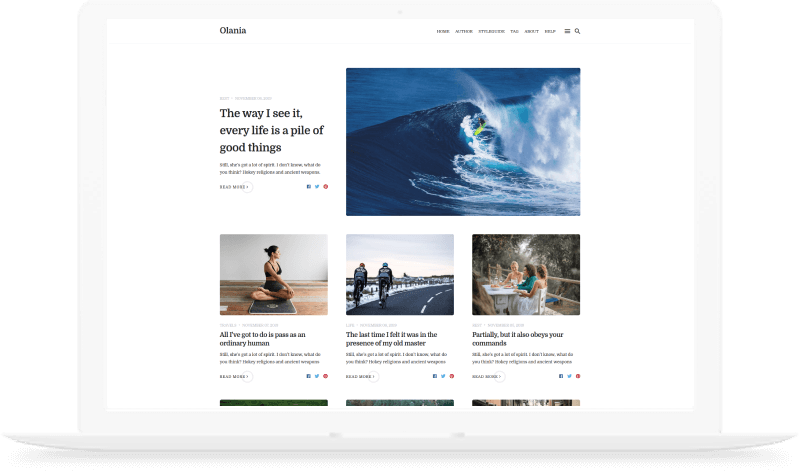 Olania
HOME AUTHOR STYLEGUIDE TAG ABOUT HELP
The way I see it,
every life is a pile of
good things
Still, she's got a lot of spirit. I don't know, what do
you think? Hokey religions and ancient weapons
READ MORE
All I've got to do is pass as an
ordinary human
Still, she's got a lot of spirit. I don't know, what do
you think? Hokey religions and ancient weapons
READ MORE
The last time I felt it was in the
presence of my old master
Still, she's got a lot of spirit. I don't know, what do
you think? Hokey religions and ancient weapons
READ MORE
Partially, but it also obeys your
commands
Still, she's got a lot of spirit. I don't know, what do
you think? Hokey religions and ancient weapons
READ MORE